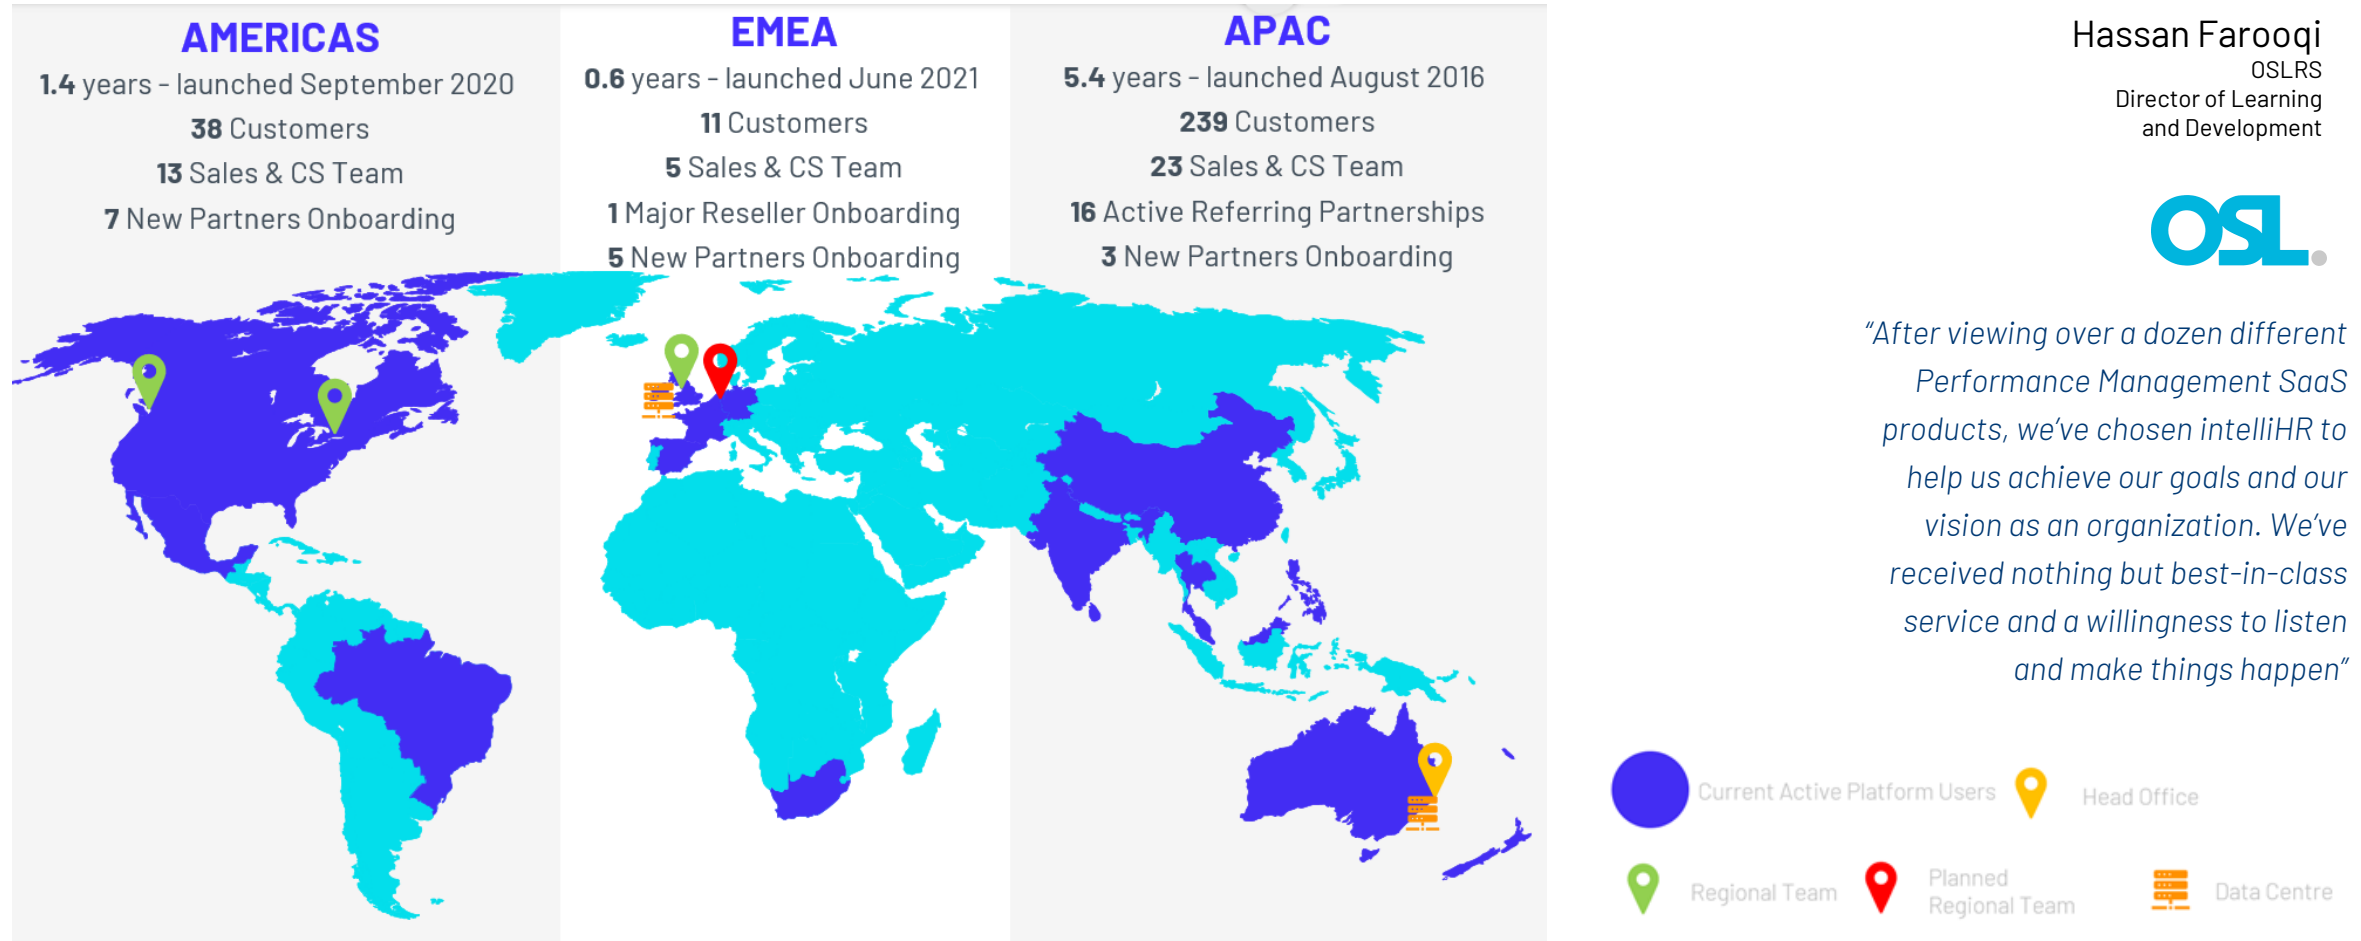 AMERICAS
1.4 years - launched September 2020
38 Customers
13 Sales & CS Team
7 New Partners Onboarding
EMEA
0.6 years - launched June 2021
11 Customers
5 Sales & CS Team
1 Major Reseller Onboarding
5 New Partners Onboarding
APAC
5.4 years - launched August 2016
239 Customers
23 Sales & CS Team
16 Active Referring Partnerships
3 New Partners Onboarding
Hassan Farooqi
OSLRS
Director of Learning
and Development
OSL.
“After viewing over a dozen different
Performance Management SaaS
products, we’ve chosen intelliHR to
help us achieve our goals and our
vision as an organization. We’ve
received nothing but best-in-class
service and a willingness to listen
and make things happen”
Current Active Platform Users
Head Office
Regional Team
Planned
Regional Team
Data Centre